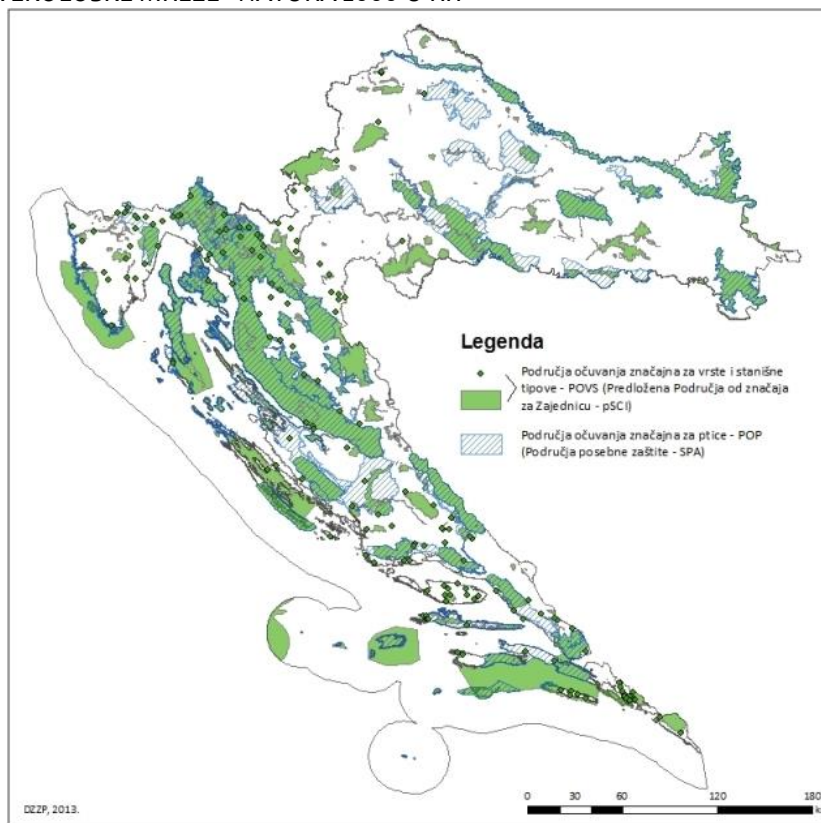 Legenda
Područja očuvanja značajna za vrste i stanišne
tipove - POVS (Predložena Područja od značaja
za Zajednicu - pSCI)
Područja očuvanja značajna za ptice - POP
(Područja posebne zaštite - SPA)
DZZP, 2013.
0 30 60 120 180